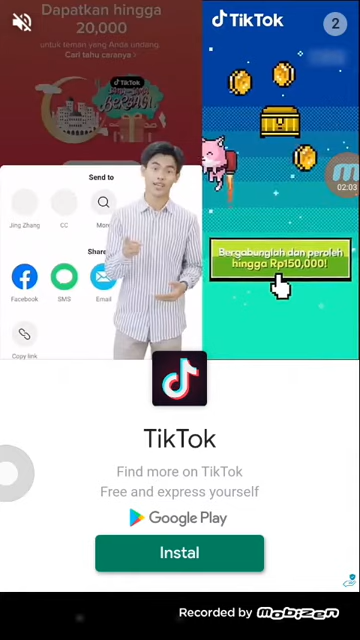 Dapatkan hingga
20,000
untuk teman yang Anda undang.
Cari tahu caranya >
TikTok
BERSAMA
Send to
Jing Zhang
CC
More
Share
Facebook
SMS
Email
Copy link
TikTok
2
02:03
Bergabunglah dan peroleh
hingga Rp150,000!
TikTok
Find more on TikTok
Free and express yourself
Google Play
Instal
Recorded by mobizen